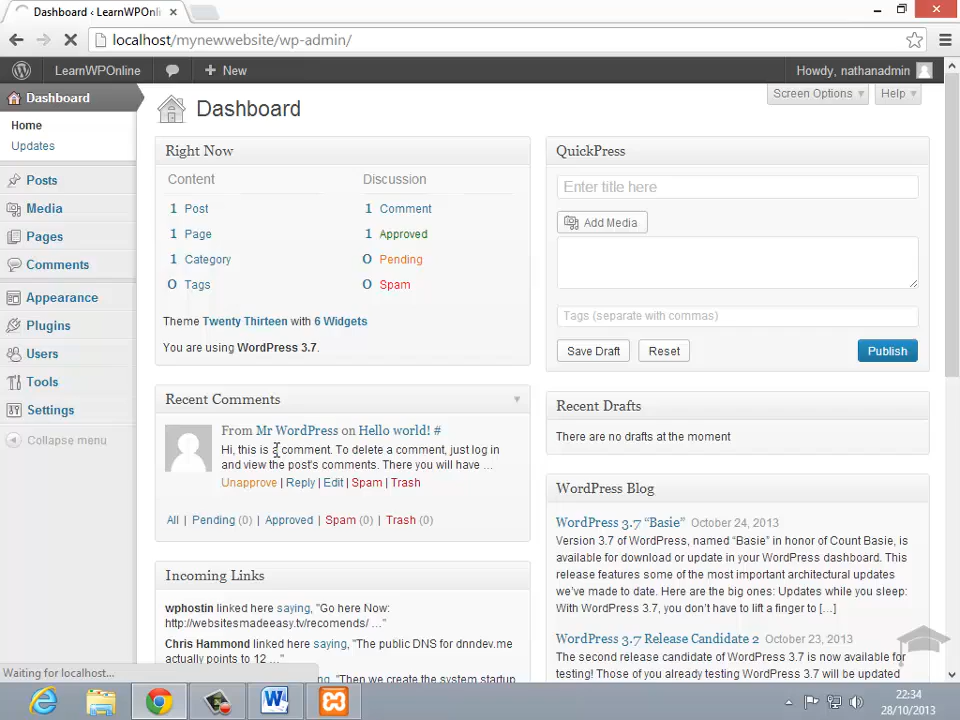 Dashboard ‹ LearnWPOnli
localhost/mynewwebsite/wp-admin/
LearnWPOnline
New
Howdy, nathanadmin
Dashboard
Home
Updates
Posts
Media
Pages
Comments
Appearance
Plugins
Users
Tools
Settings
Collapse menu
Screen Options
Help
Dashboard
Right Now
Content
Discussion
1 Post
1 Comment
1 Page
1 Approved
1 Category
0 Pending
0 Tags
0 Spam
Theme Twenty Thirteen with 6 Widgets
You are using WordPress 3.7.
Recent Comments
From Mr WordPress on Hello world! #
Hi, this is a comment. To delete a comment, just log in
and view the post's comments. There you will have ...
Unapprove | Reply | Edit | Spam | Trash
All | Pending (0) | Approved | Spam (0) | Trash (0)
Incoming Links
wphostin linked here saying, "Go here Now:
http://websitesmadeeasy.tv/recomends/ ..."
Chris Hammond linked here saying, "The public DNS for dnndev.me
actually points to 12 ..."
"Then we create the system startup
QuickPress
Enter title here
Add Media
Tags (separate with commas)
Save Draft
Reset
Publish
Recent Drafts
There are no drafts at the moment
WordPress Blog
WordPress 3.7 “Basie” October 24, 2013
Version 3.7 of WordPress, named “Basie” in honor of Count Basie, is
available for download or update in your WordPress dashboard. This
release features some of the most important architectural updates
we’ve made to date. Here are the big ones: Updates while you sleep:
With WordPress 3.7, you don’t have to lift a finger to […]
WordPress 3.7 Release Candidate 2 October 23, 2013
The second release candidate of WordPress 3.7 is now available for
testing! Those of you already testing WordPress 3.7 will be updated
Waiting for localhost...
22:34
28/10/2013